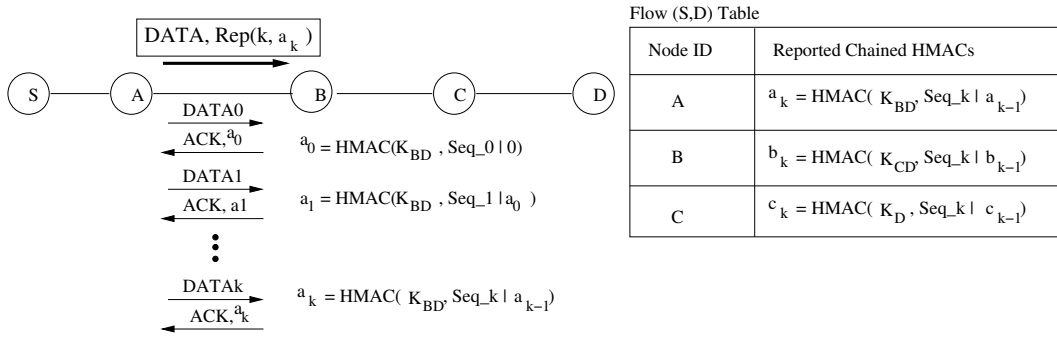 DATA, Rep(k, a_k)
S A B C D
DATA0
ACK, a_0
a_0 = HMAC(K_BD , Seq_0 | 0)
DATA1
ACK, a1
a_1 = HMAC(K_BD , Seq_1 | a_0 )
DATAk
ACK, a_k
a_k = HMAC( K_BD, Seq_k | a_k-1)
Flow (S,D) Table
Node ID Reported Chained HMACs
A a_k = HMAC( K_BD, Seq_k | a_k-1)
B b_k = HMAC( K_CD, Seq_k | b_k-1)
C c_k = HMAC( K_D, Seq_k | c_k-1)